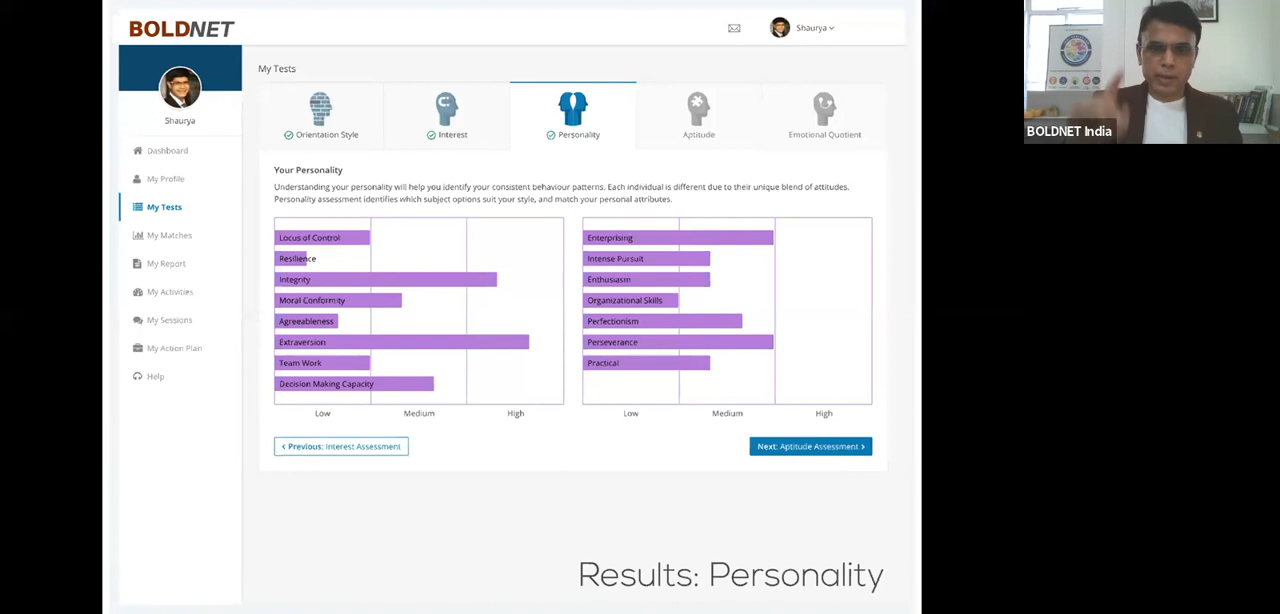 BOLDNET
Shaurya
BOLDNET India
My Tests
Shaurya
Orientation Style
Interest
Personality
Aptitude
Emotional Quotient
Dashboard
My Profile
My Tests
My Matches
My Report
My Activities
My Sessions
My Action Plan
Help
Your Personality
Understanding your personality will help you identify your consistent behaviour patterns. Each individual is different due to their unique blend of attitudes.
Personality assessment identifies which subject options suit your style, and match your personal attributes.
Locus of Control
Resilience
Integrity
Moral Conformity
Agreeableness
Extraversion
Team Work
Decision Making Capacity
Low Medium High
Enterprising
Intense Pursuit
Enthusiasm
Organizational Skills
Perfectionism
Perseverance
Practical
Low Medium High
< Previous: Interest Assessment
Next: Aptitude Assessment >
Results: Personality